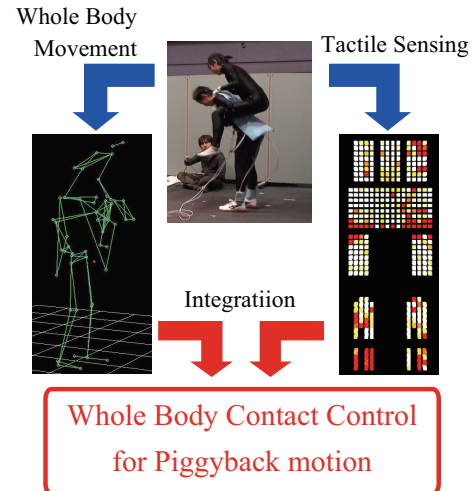 Whole Body
Movement
Tactile Sensing
Integratiion
Whole Body Contact Control
for Piggyback motion